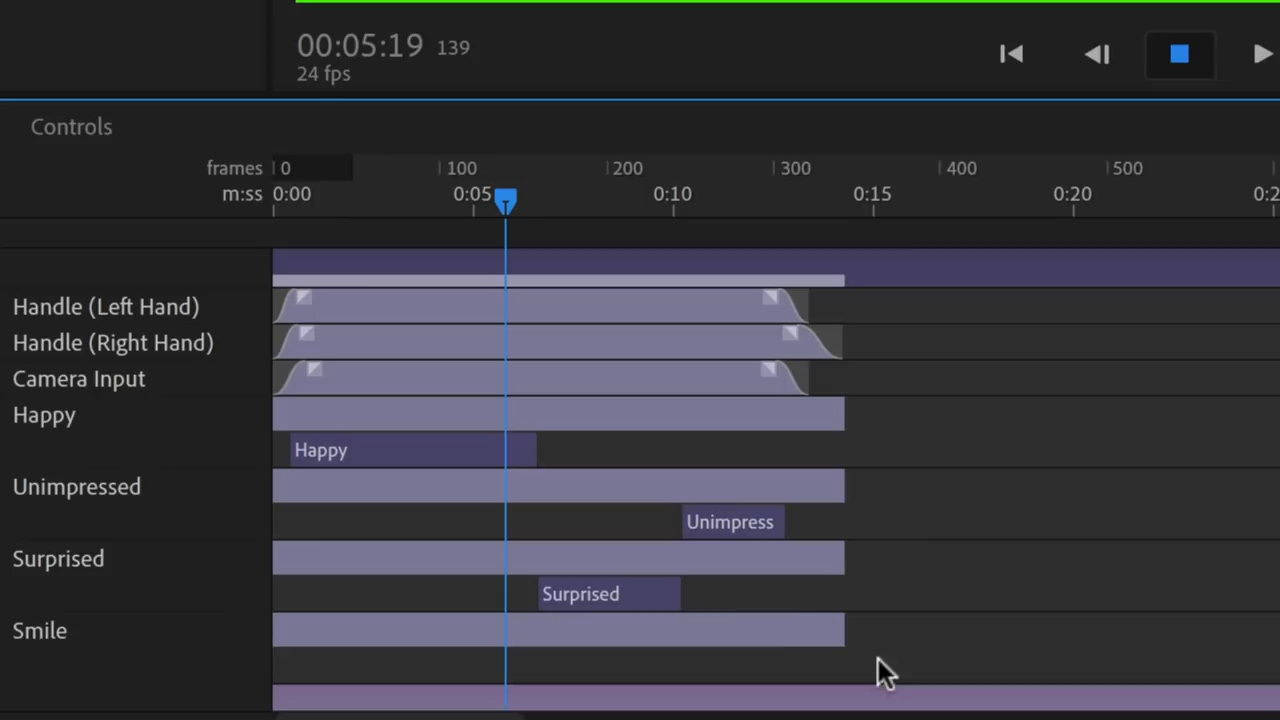 00:05:19 139
24 fps
Controls
frames 0 100 200 300 400 500
m:ss 0:00 0:05 0:10 0:15 0:20 0:2
Handle (Left Hand)
Handle (Right Hand)
Camera Input
Happy
Happy
Unimpressed
Unimpress
Surprised
Surprised
Smile